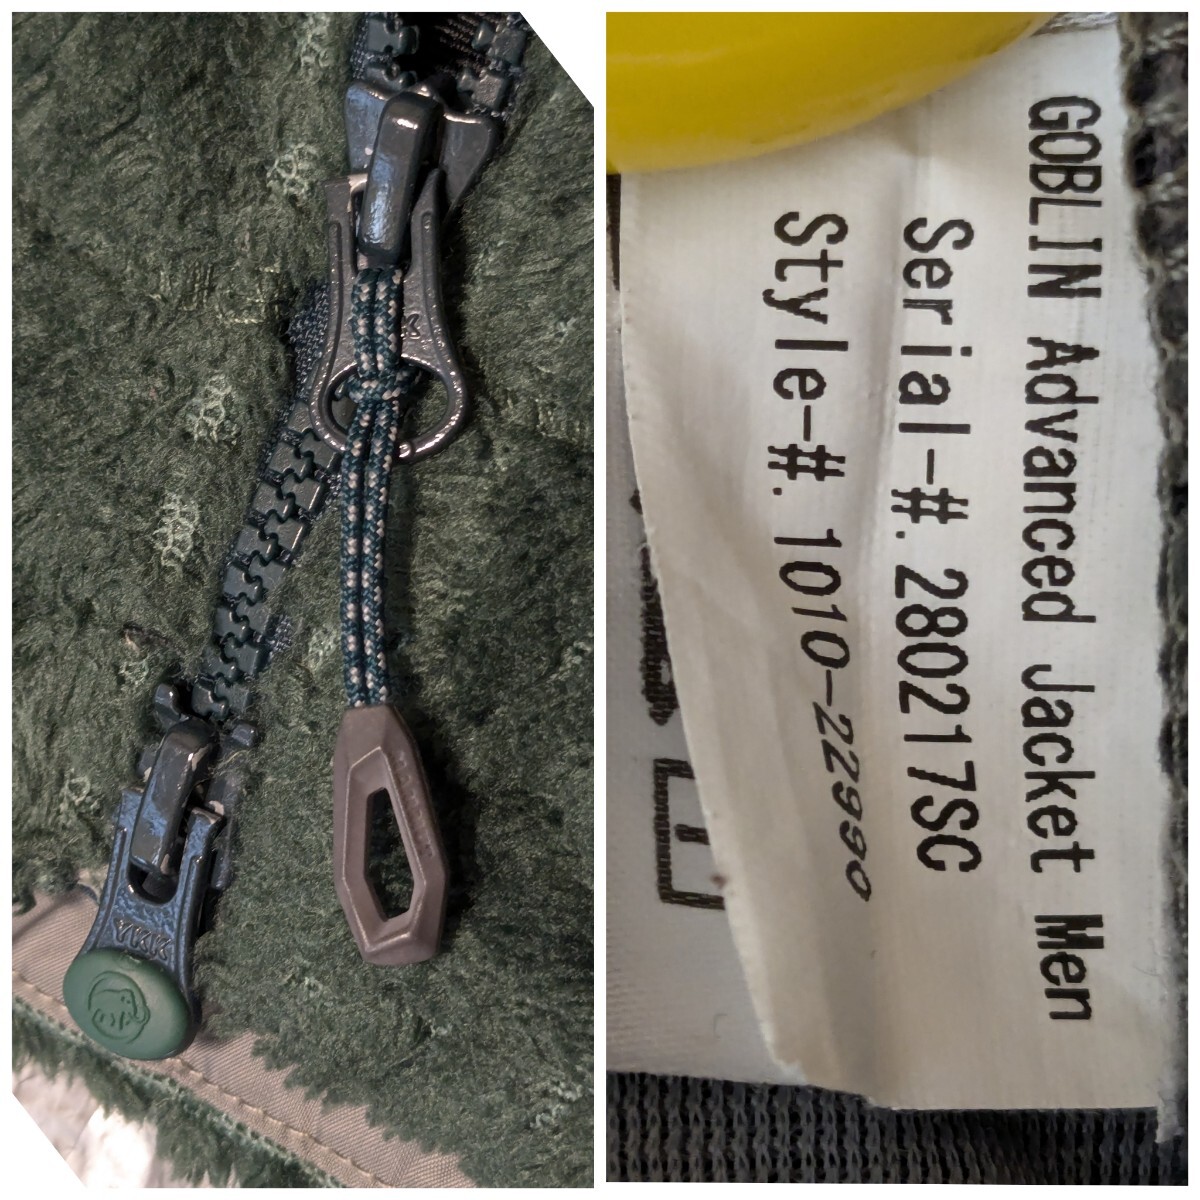 YKK
GOBLIN Advanced Jacket Men
Serial-#. 280217SC
Style-#. 1010-22990